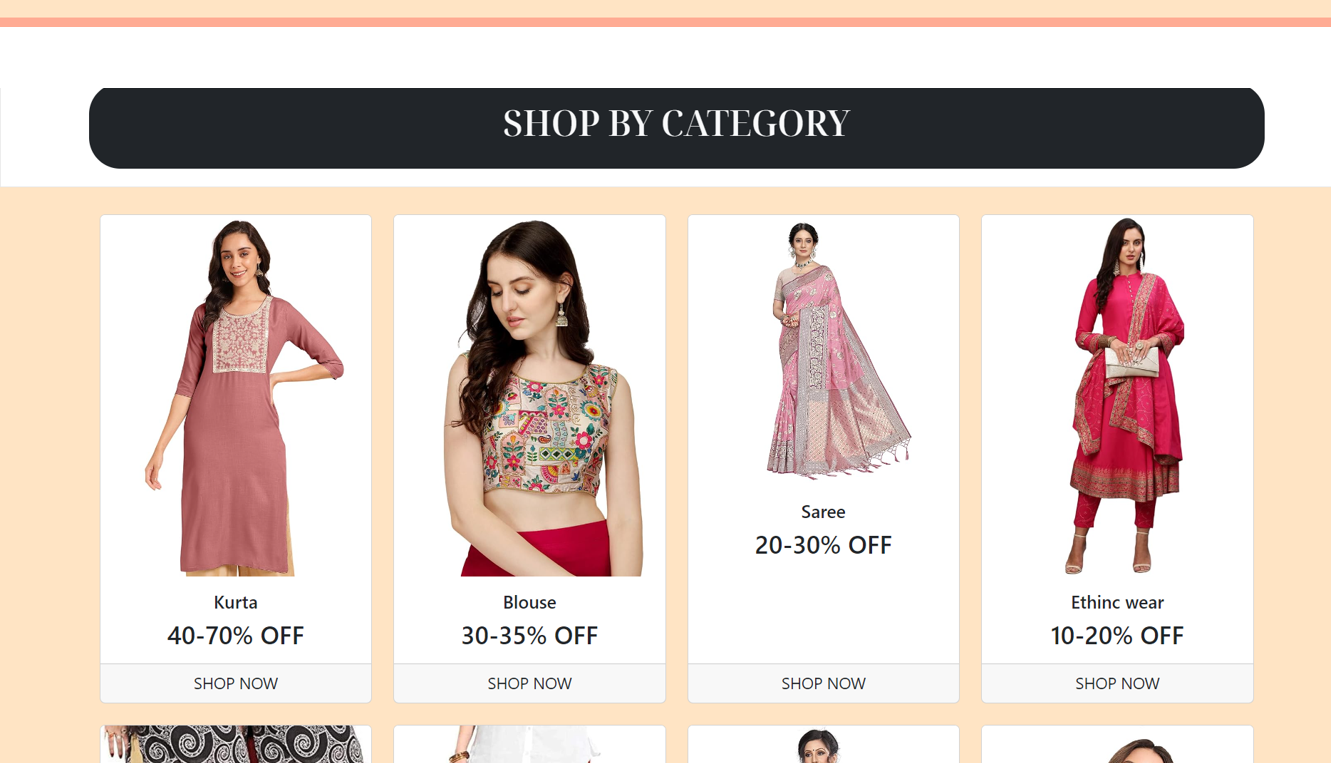 SHOP BY CATEGORY
Kurta
40-70% OFF
SHOP NOW
Blouse
30-35% OFF
SHOP NOW
Saree
20-30% OFF
SHOP NOW
Ethinc wear
10-20% OFF
SHOP NOW